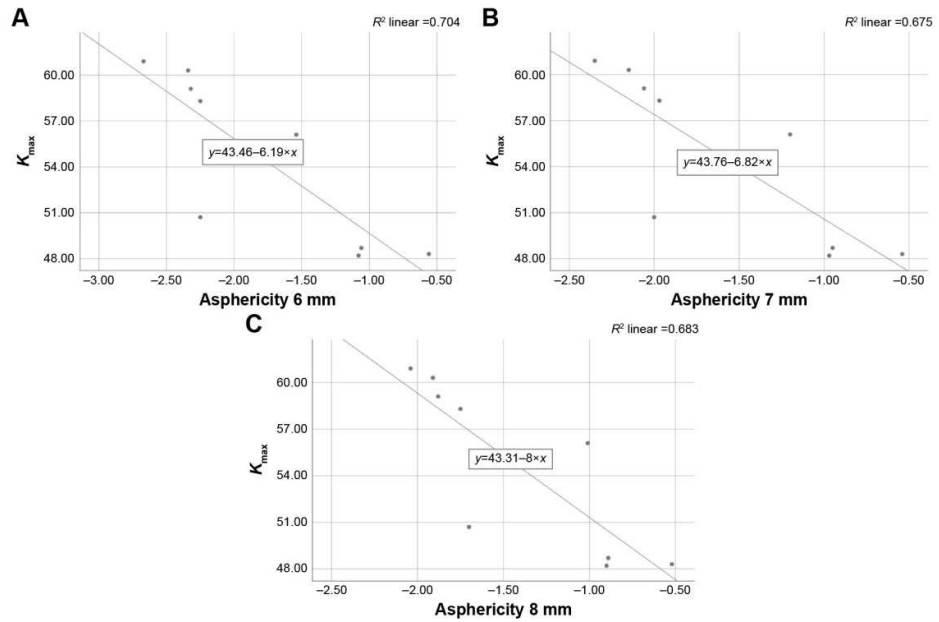 A
R² linear =0.704
60.00
57.00
54.00
51.00
48.00
Kmax
y=43.46–6.19×x
–3.00 –2.50 –2.00 –1.50 –1.00 –0.50
Asphericity 6 mm
B
R² linear =0.675
60.00
57.00
54.00
51.00
48.00
Kmax
y=43.76–6.82×x
–2.50 –2.00 –1.50 –1.00 –0.50
Asphericity 7 mm
C
R² linear =0.683
60.00
57.00
54.00
51.00
48.00
Kmax
y=43.31–8×x
–2.50 –2.00 –1.50 –1.00 –0.50
Asphericity 8 mm